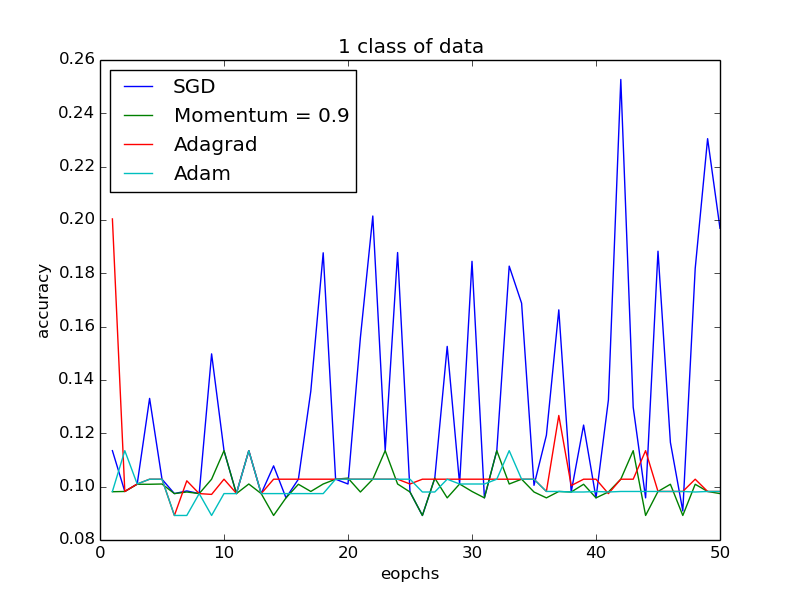 1 class of data
0.26
0.24
0.22
0.20
0.18
0.16
0.14
0.12
0.10
0.08
accuracy
SGD
Momentum = 0.9
Adagrad
Adam
0 10 20 30 40 50
eopchs